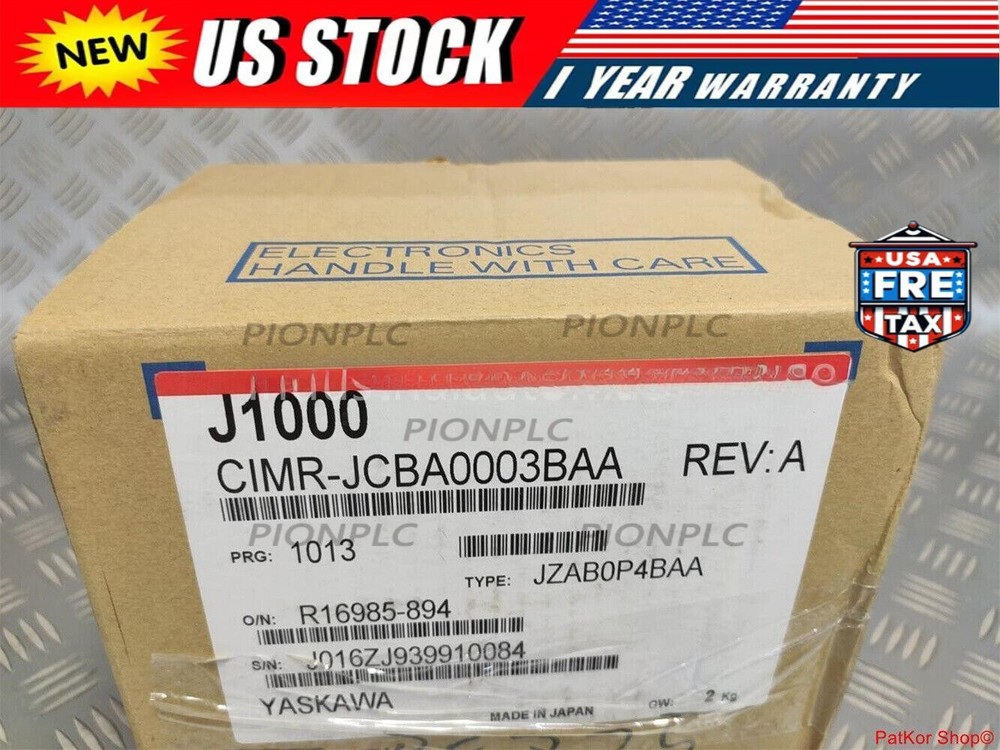 NEW
US STOCK
1 YEAR WARRANTY
ELECTRONICS
HANDLE WITH CARE
USA
FRE
TAX
PIONPLC
PIONPLC
J1000
PIONPLC
CIMR-JCBA0003BAA
REV: A
PIONPLC
PIONPLC
PRG: 1013
TYPE: JZAB0P4BAA
O/N: R16985-894
S/N: J016ZJ939910084
YASKAWA
MADE IN JAPAN
GW: 2 Kg
PatKor Shop©